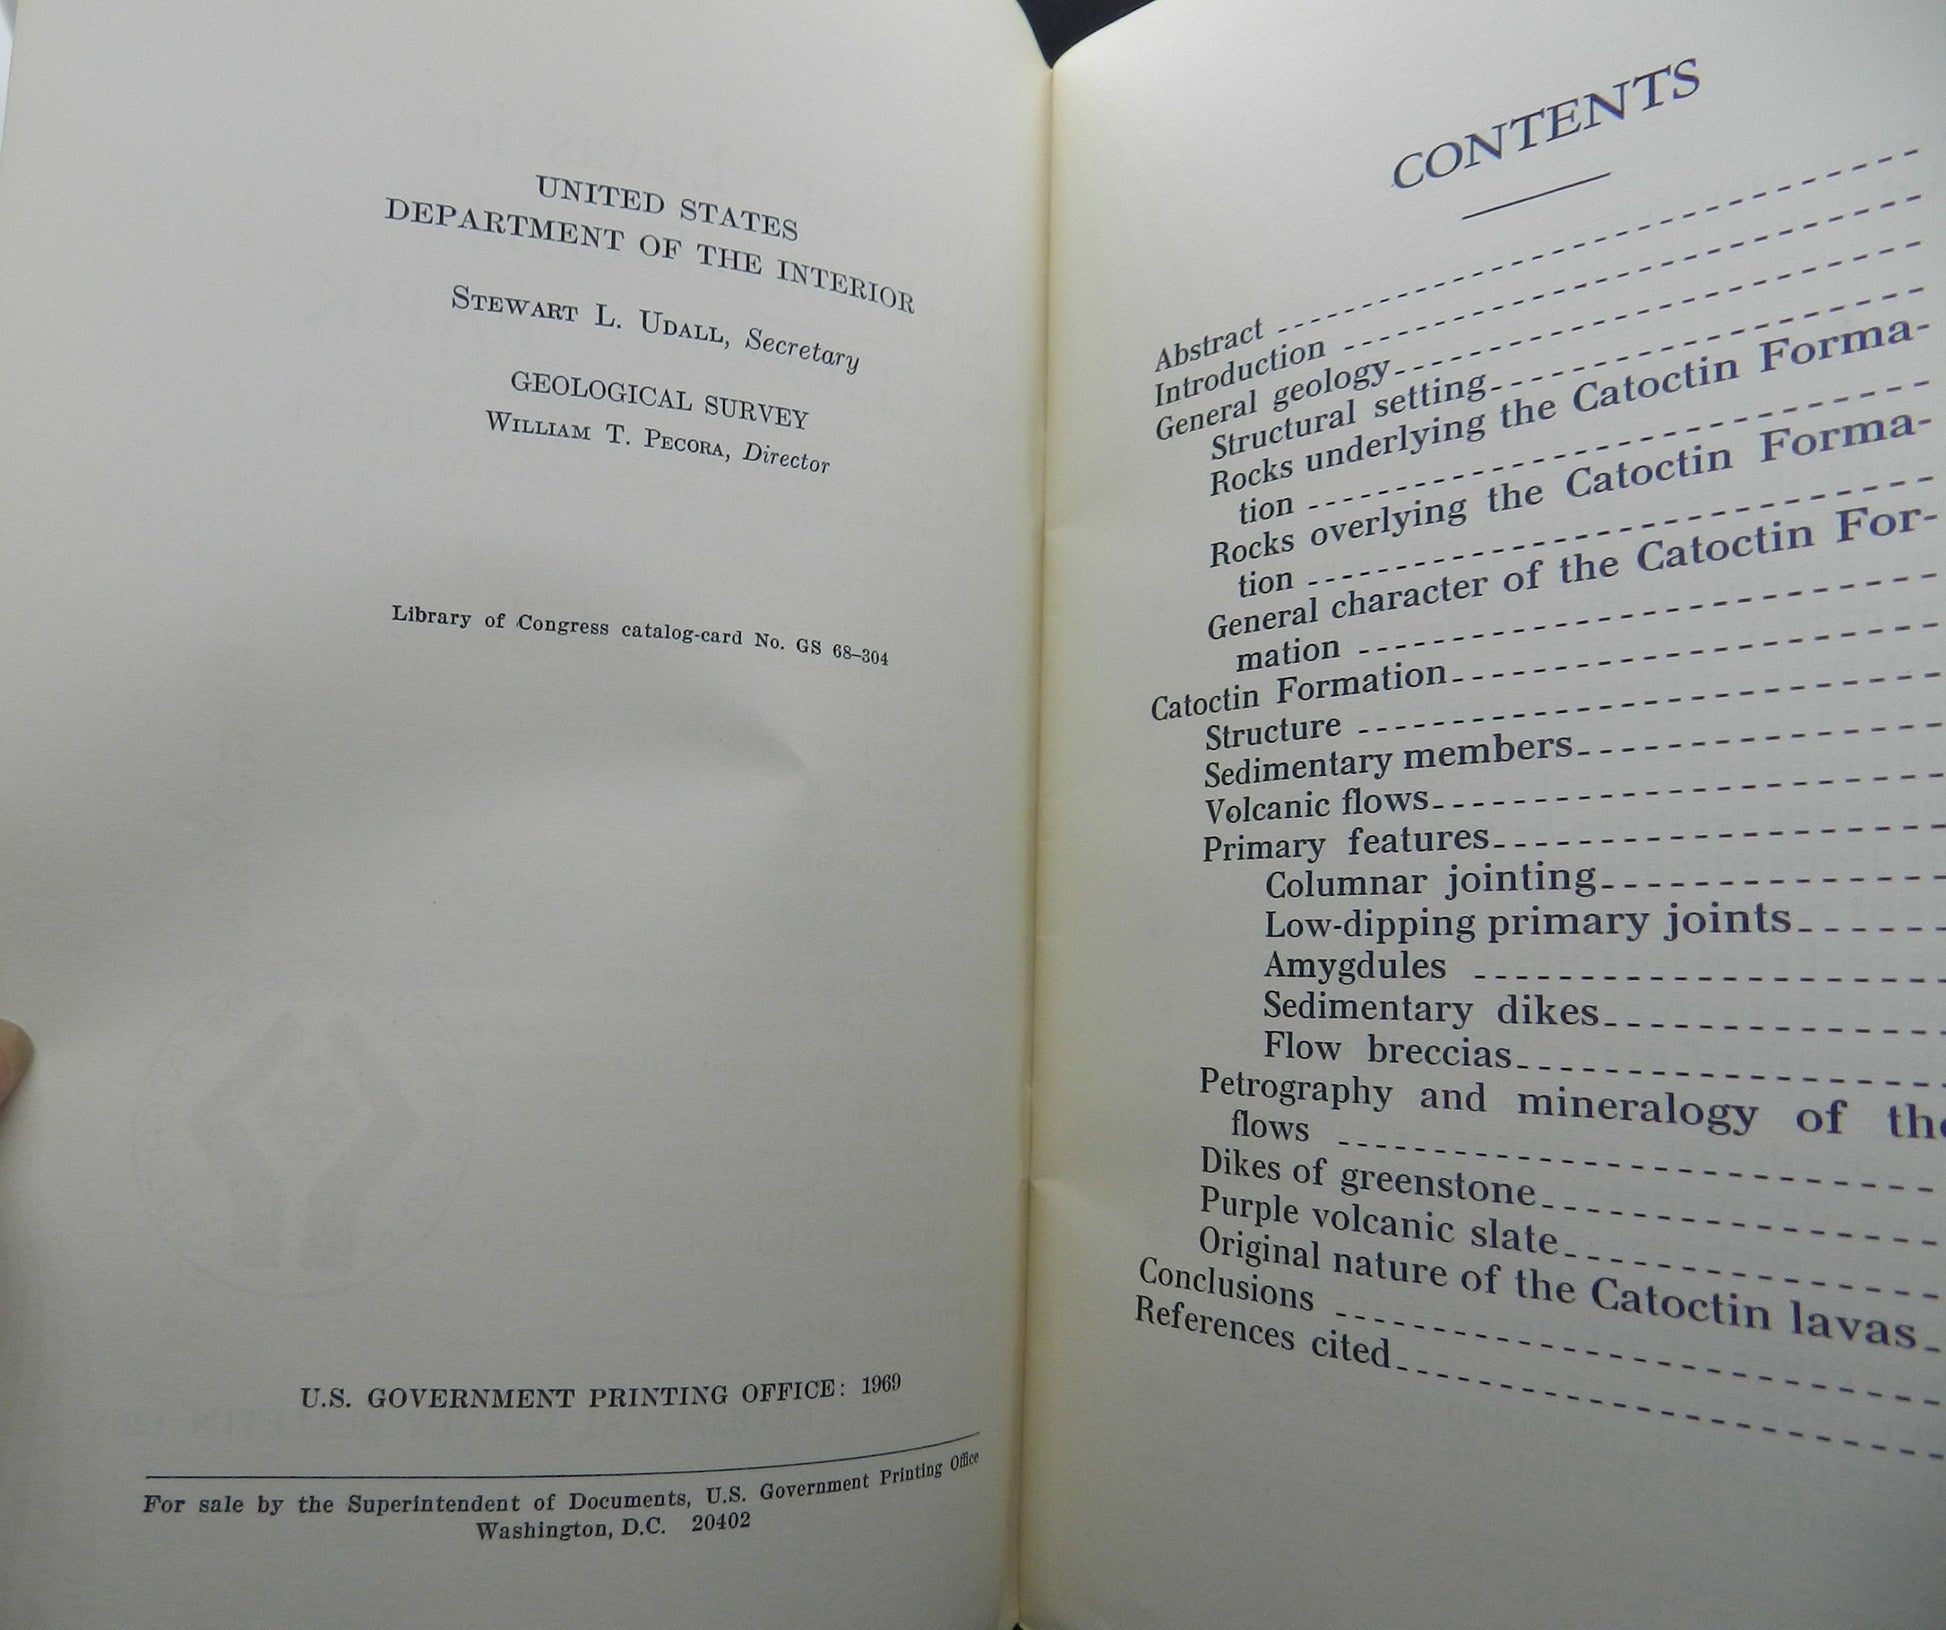 UNITED STATES
DEPARTMENT OF THE INTERIOR
STEWART L. UDALL, Secretary
GEOLOGICAL SURVEY
WILLIAM T. PECORA, Director
Library of Congress catalog-card No. GS 68–304
U.S. GOVERNMENT PRINTING OFFICE: 1969
For sale by the Superintendent of Documents, U.S. Government Printing Office
Washington, D.C. 20402
CONTENTS
Abstract
Introduction
General geology
Structural setting
Rocks underlying the Catoctin Forma-
tion
Rocks overlying the Catoctin Forma-
tion
General character of the Catoctin For-
mation
Catoctin Formation
Structure
Sedimentary members
Volcanic flows
Primary features
Columnar jointing
Low-dipping primary joints
Amygdules
Sedimentary dikes
Flow breccias
Petrography and mineralogy of the
flows
Dikes of greenstone
Purple volcanic slate
Original nature of the Catoctin lavas
Conclusions
References cited